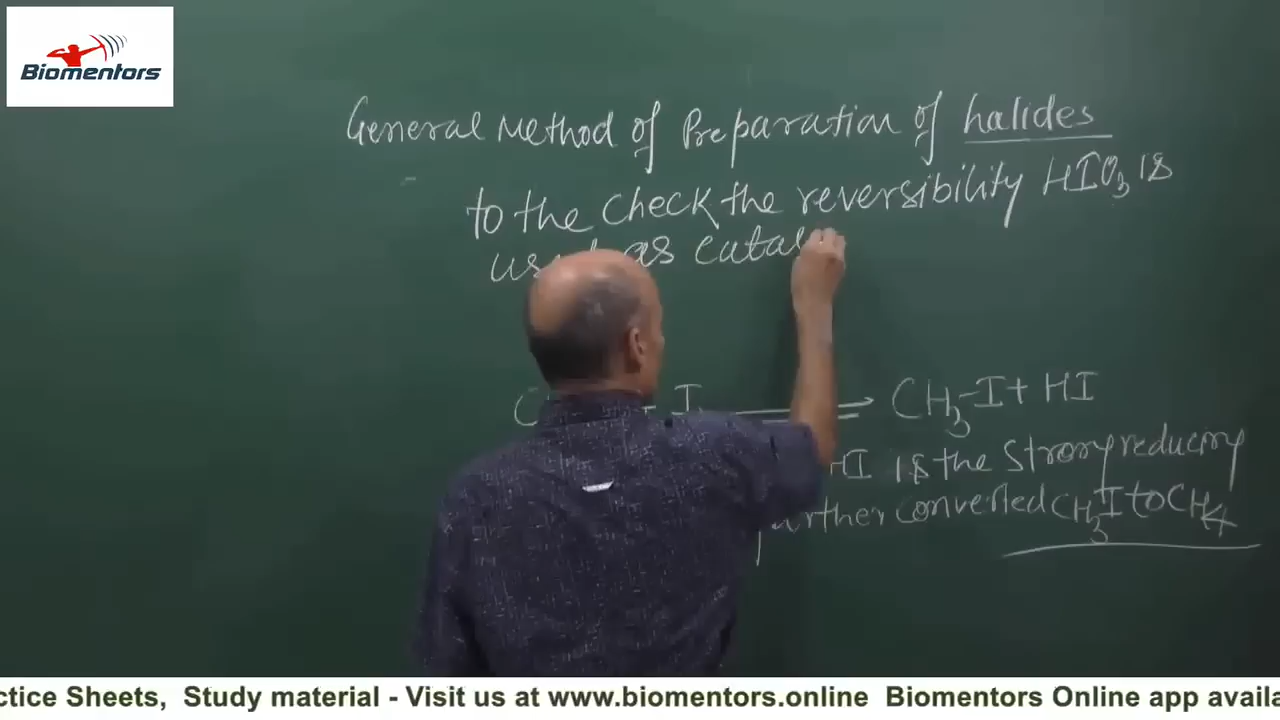 Biomentors
General Method of Preparation of halides
to the check the reversibility HIO3 is
as
I CH3-I + HI
HI is the strong reducing
further converted CH3I to CH4
ctice Sheets, Study material - Visit us at www.biomentors.online Biomentors Online app availa